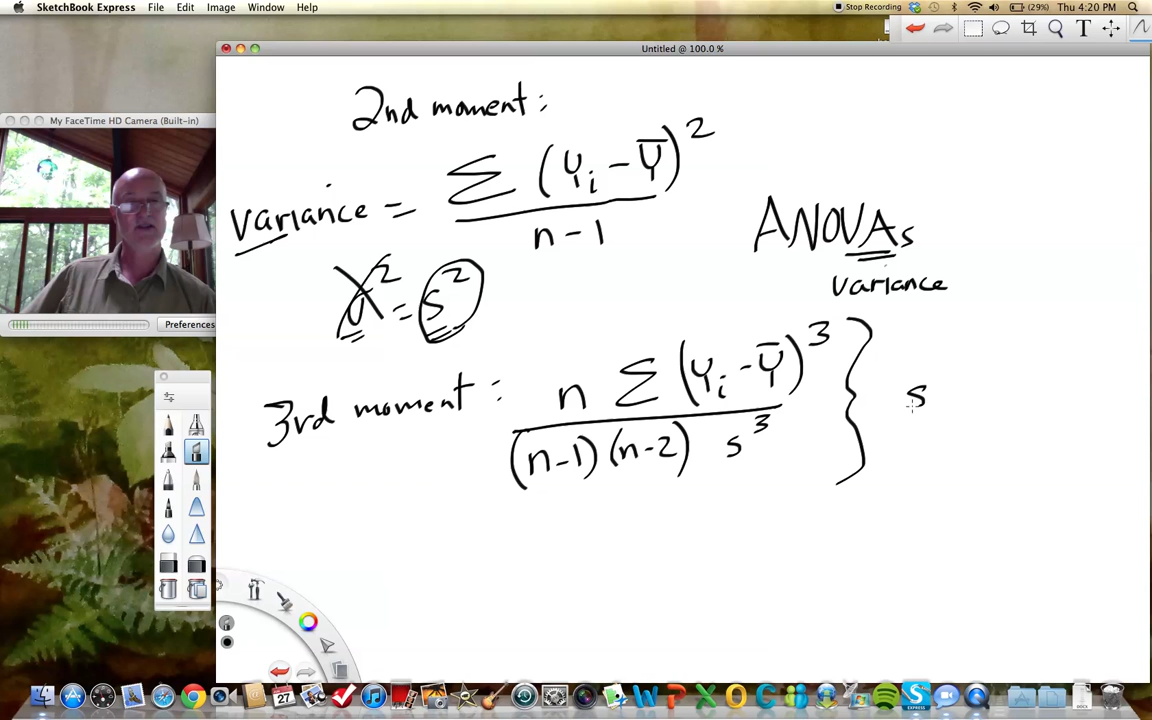 SketchBook Express File Edit Image Window Help
Stop Recording (29%) Thu 4:20 PM
Untitled @ 100.0 %
My FaceTime HD Camera (Built-in)
Preferences
2nd moment:
variance = Σ (Yi - Ȳ)²
n - 1
= s²
ANOVAs
variance
3rd moment: n Σ (Yi - Ȳ)³ }
(n-1)(n-2) s³
s